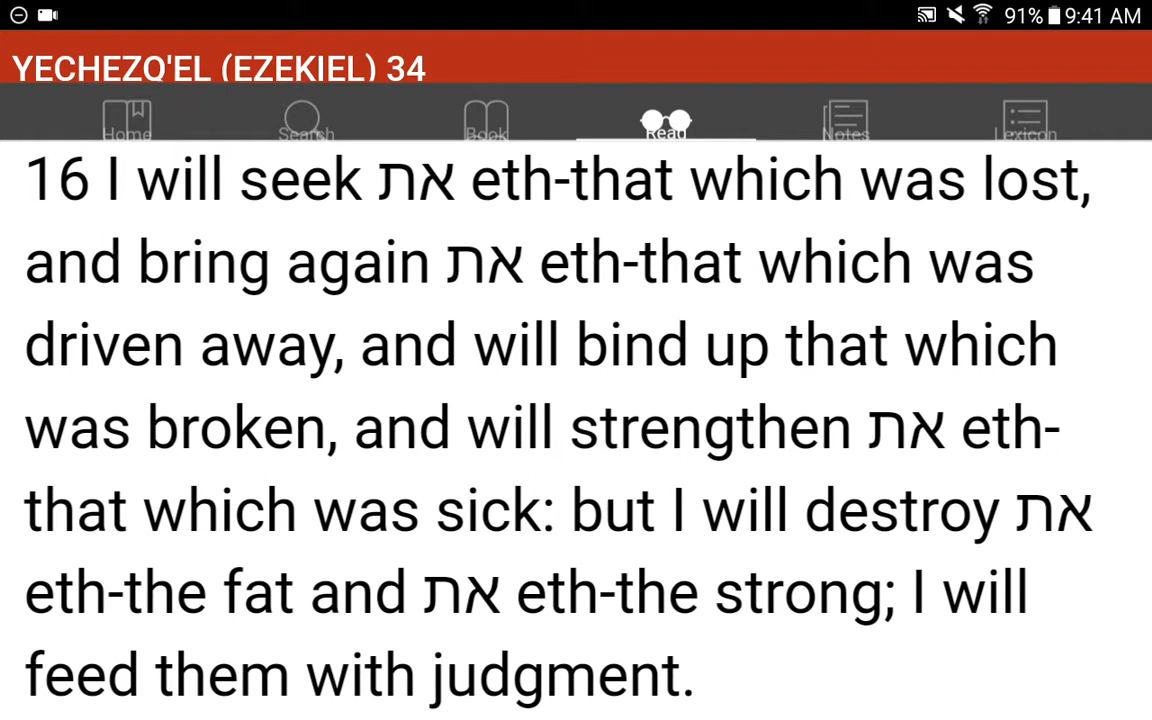 91% 9:41 AM
YECHEZQ'EL (EZEKIEL) 34
Home Search Book Read Notes Lexicon
16 I will seek את eth-that which was lost,
and bring again את eth-that which was
driven away, and will bind up that which
was broken, and will strengthen את eth-
that which was sick: but I will destroy את
eth-the fat and את eth-the strong; I will
feed them with judgment.